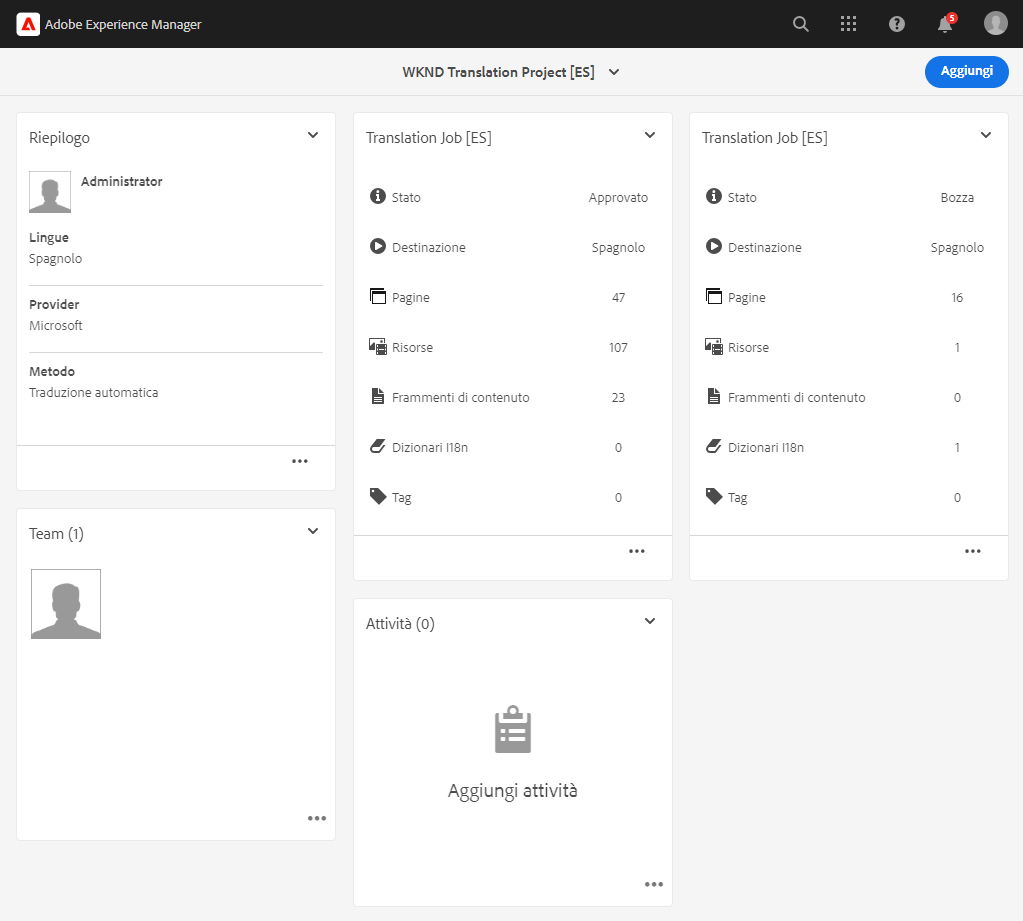 Adobe Experience Manager
5
WKND Translation Project [ES]
Aggiungi
Riepilogo
Administrator
Lingue
Spagnolo
Provider
Microsoft
Metodo
Traduzione automatica
Team (1)
Translation Job [ES]
Stato Approvato
Destinazione Spagnolo
Pagine 47
Risorse 107
Frammenti di contenuto 23
Dizionari I18n 0
Tag 0
Attività (0)
Aggiungi attività
Translation Job [ES]
Stato Bozza
Destinazione Spagnolo
Pagine 16
Risorse 1
Frammenti di contenuto 0
Dizionari I18n 1
Tag 0